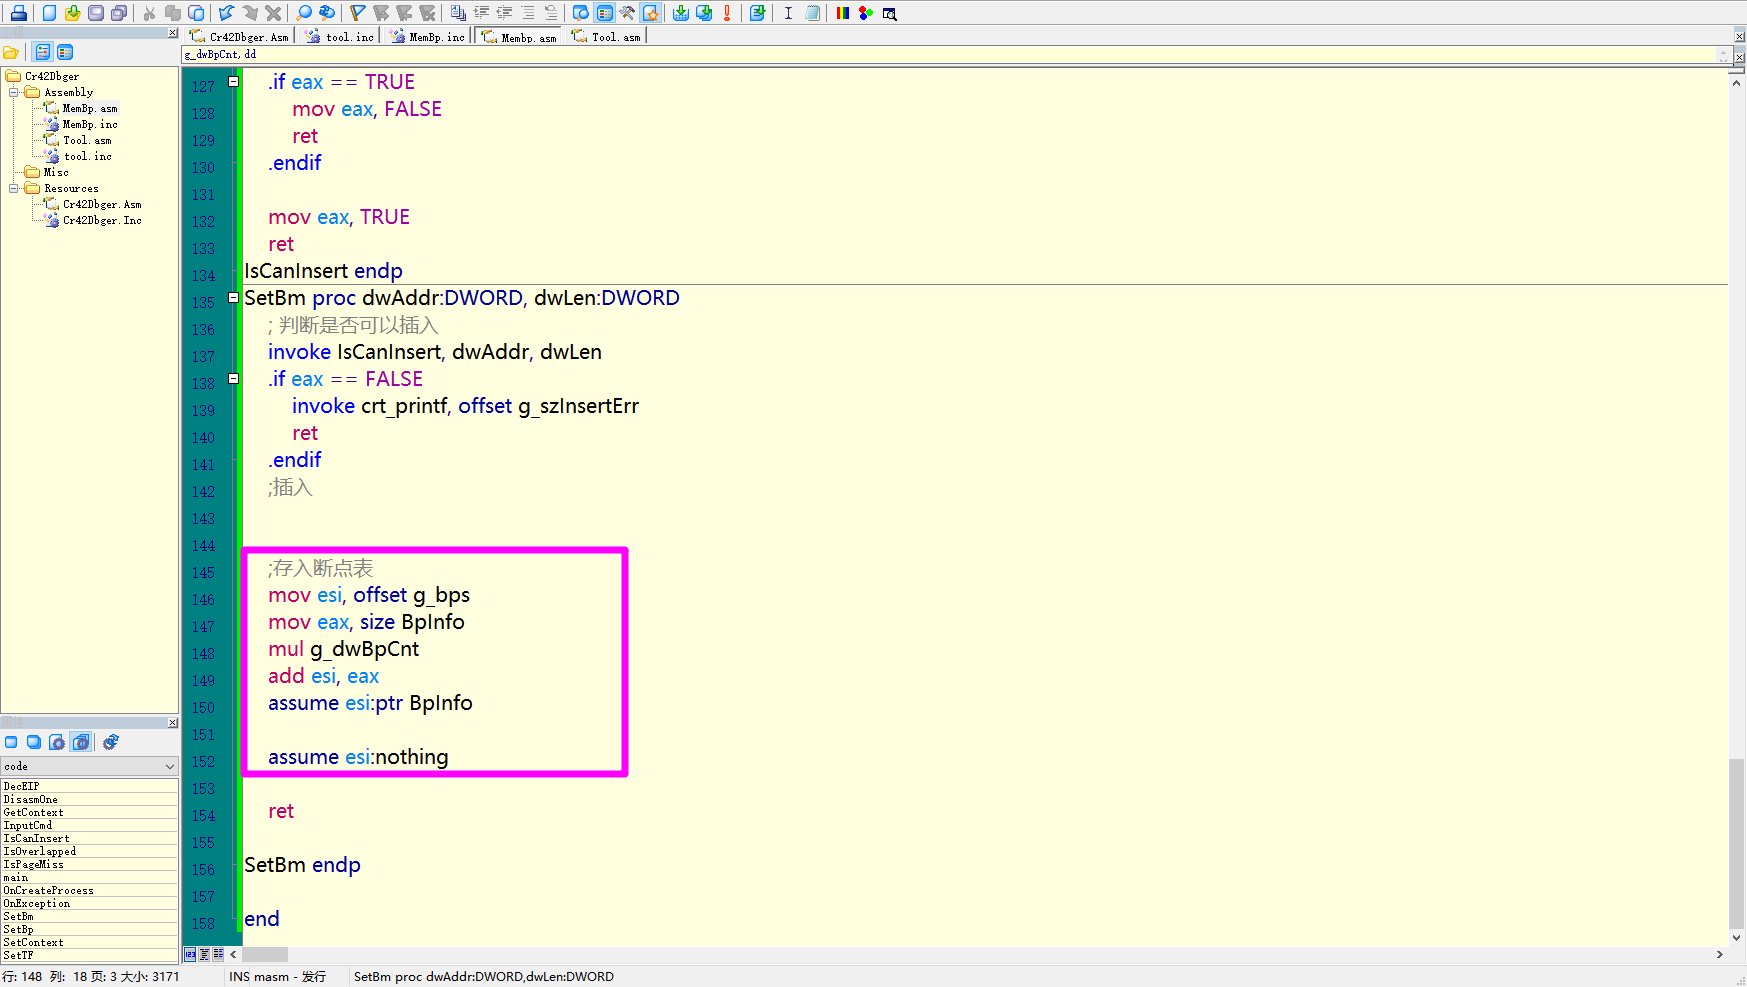 Cr42Dbger.Asm tool.inc MemBp.inc Membp.asm Tool.asm
g_dwBpCnt,dd
Cr42Dbger
Assembly
MemBp.asm
MemBp.inc
Tool.asm
tool.inc
Misc
Resources
Cr42Dbger.Asm
Cr42Dbger.Inc
code
DecEIP
DisasmOne
GetContext
InputCmd
IsCanInsert
IsOverlapped
IsPageMiss
main
OnCreateProcess
OnException
SetBm
SetBp
SetContext
SetTF
127 .if eax == TRUE
128 mov eax, FALSE
129 ret
130 .endif
131
132 mov eax, TRUE
133 ret
134 IsCanInsert endp
135 SetBm proc dwAddr:DWORD, dwLen:DWORD
136 ; 判断是否可以插入
137 invoke IsCanInsert, dwAddr, dwLen
138 .if eax == FALSE
139 invoke crt_printf, offset g_szInsertErr
140 ret
141 .endif
142 ;插入
143
144
145 ;存入断点表
146 mov esi, offset g_bps
147 mov eax, size BpInfo
148 mul g_dwBpCnt
149 add esi, eax
150 assume esi:ptr BpInfo
151
152 assume esi:nothing
153
154 ret
155
156 SetBm endp
157
158 end
行: 148 列: 18 页: 3 大小: 3171 INS masm - 发行 SetBm proc dwAddr:DWORD,dwLen:DWORD